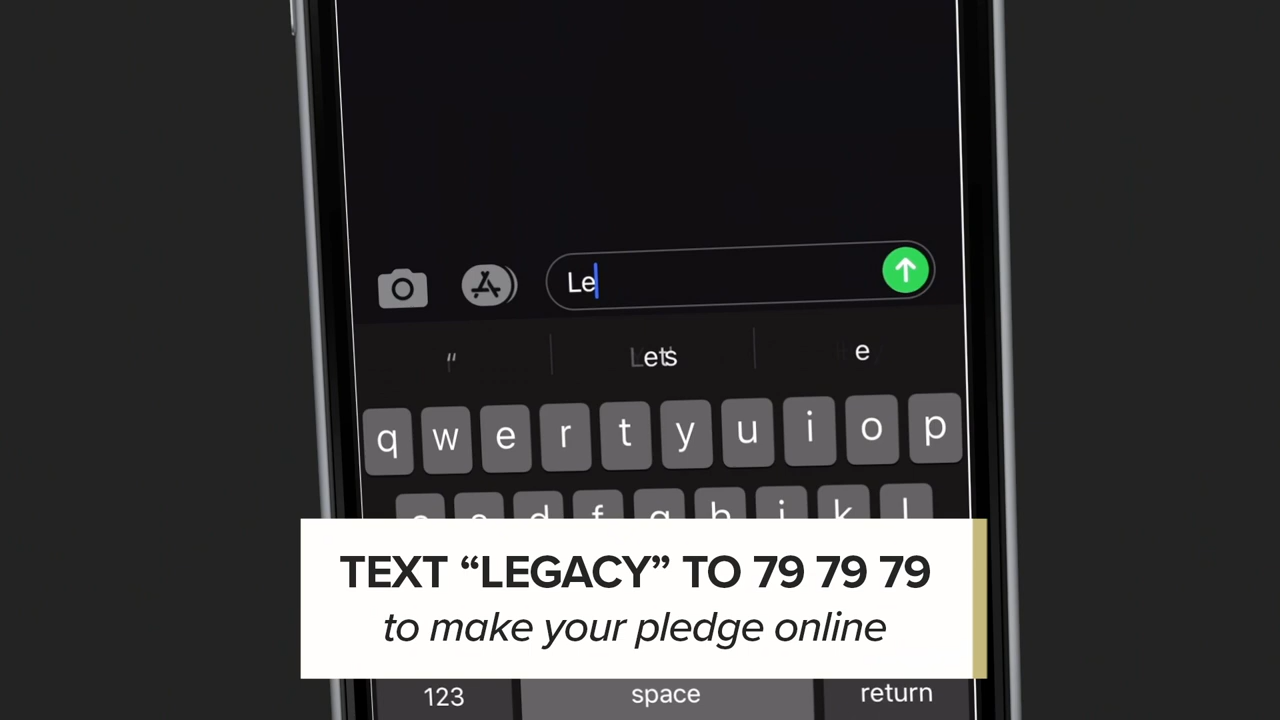 Le
“ Lets e
q w e r t y u i o p
d f g h j k l
TEXT “LEGACY” TO 79 79 79
to make your pledge online
123 space return